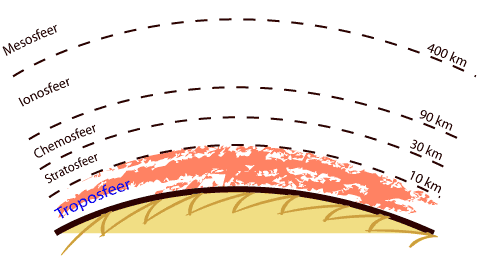 Mesosfeer
400 km
Ionosfeer
90 km
Chemosfeer
30 km
Stratosfeer
10 km
Troposfeer